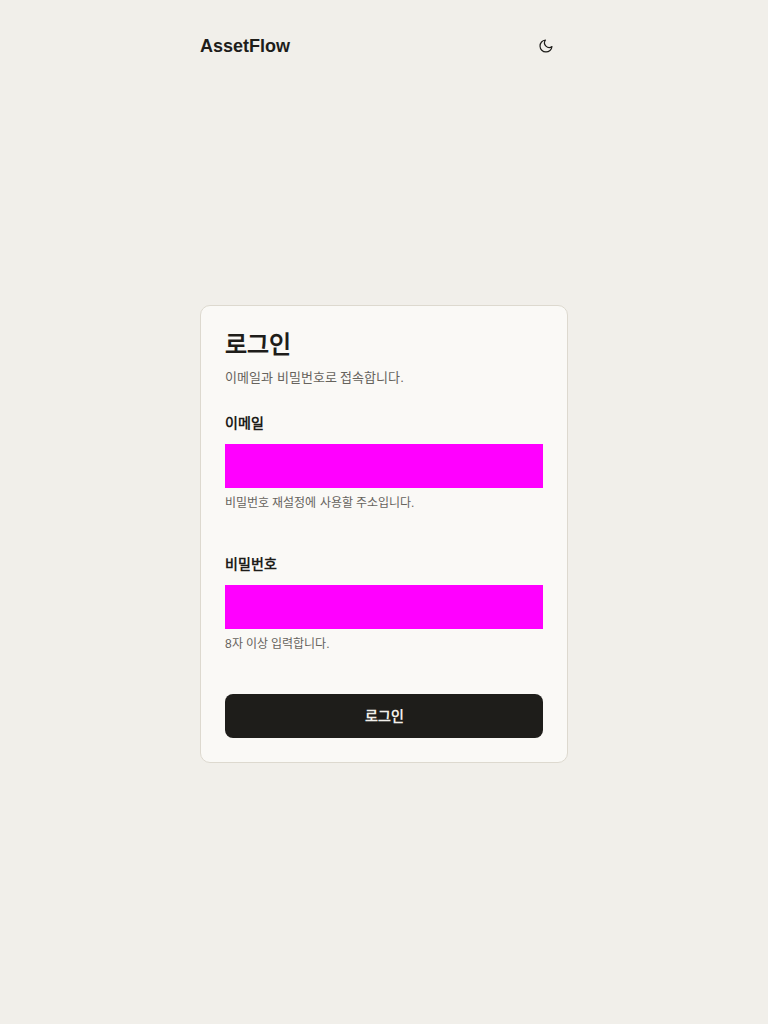 AssetFlow
로그인
이메일과 비밀번호로 접속합니다.
이메일
비밀번호 재설정에 사용할 주소입니다.
비밀번호
8자 이상 입력합니다.
로그인